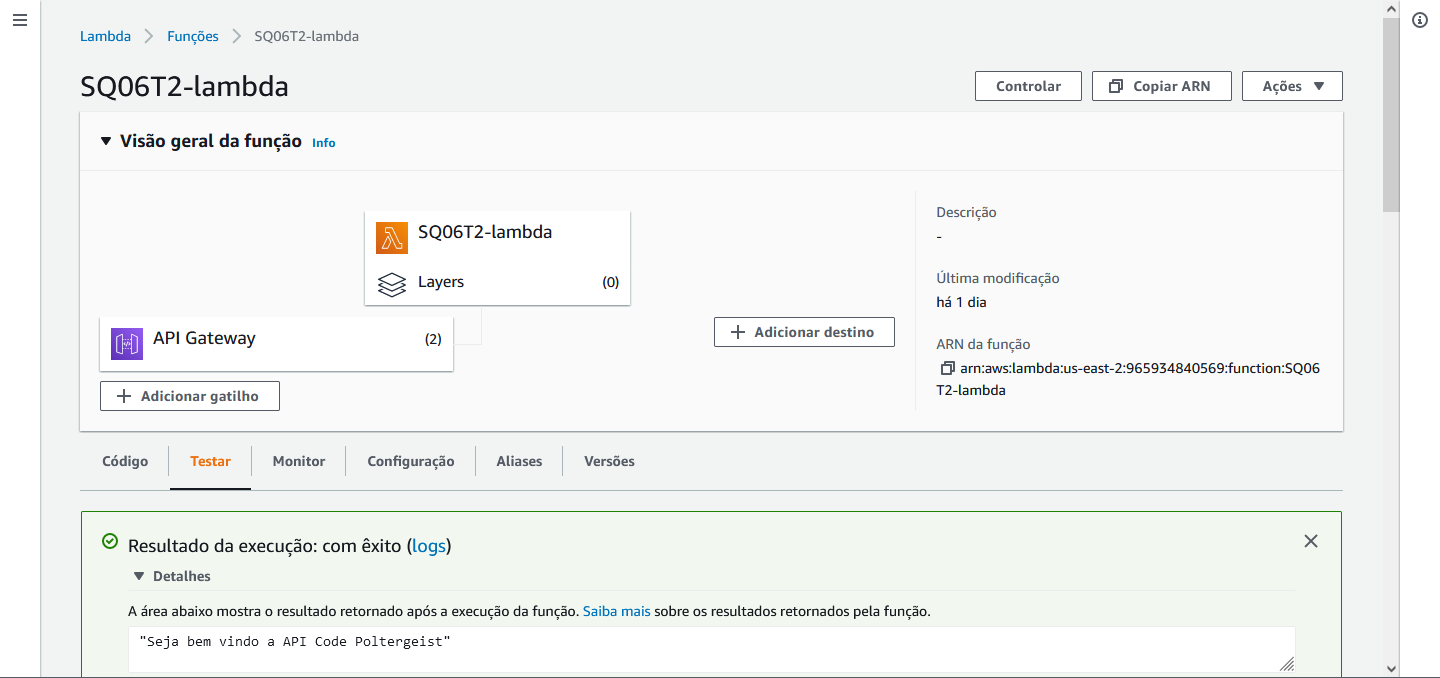 Lambda > Funções > SQ06T2-lambda
SQ06T2-lambda
Controlar
Copiar ARN
Ações
Visão geral da função Info
SQ06T2-lambda
Layers (0)
API Gateway (2)
Adicionar gatilho
Adicionar destino
Descrição
-
Última modificação
há 1 dia
ARN da função
arn:aws:lambda:us-east-2:965934840569:function:SQ06
T2-lambda
Código Testar Monitor Configuração Aliases Versões
Resultado da execução: com êxito (logs)
Detalhes
A área abaixo mostra o resultado retornado após a execução da função. Saiba mais sobre os resultados retornados pela função.
"Seja bem vindo a API Code Poltergeist"